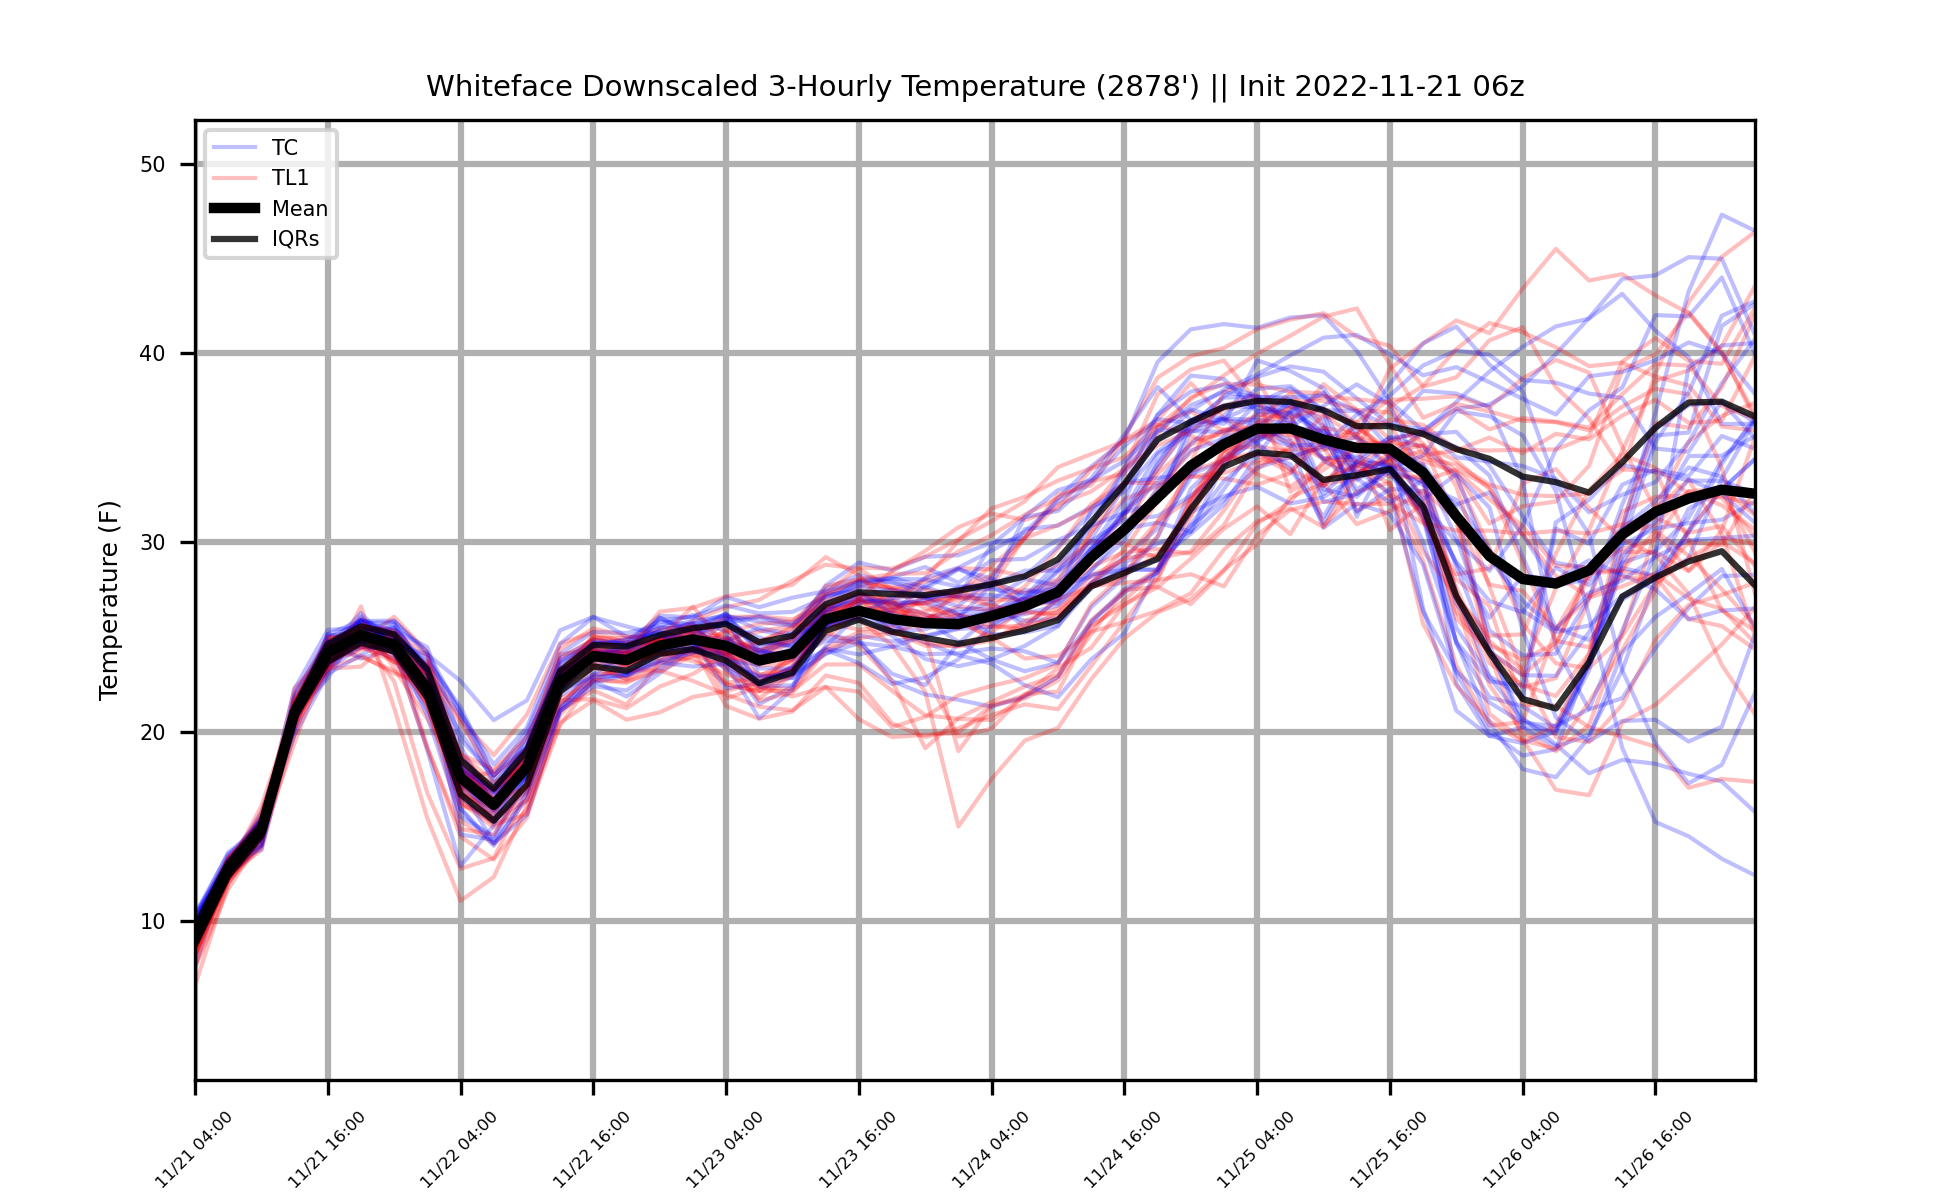 Whiteface Downscaled 3-Hourly Temperature (2878') || Init 2022-11-21 06z
TC
TL1
Mean
IQRs
Temperature (F)
50
40
30
20
10
11/21 04:00
11/21 16:00
11/22 04:00
11/22 16:00
11/23 04:00
11/23 16:00
11/24 04:00
11/24 16:00
11/25 04:00
11/25 16:00
11/26 04:00
11/26 16:00